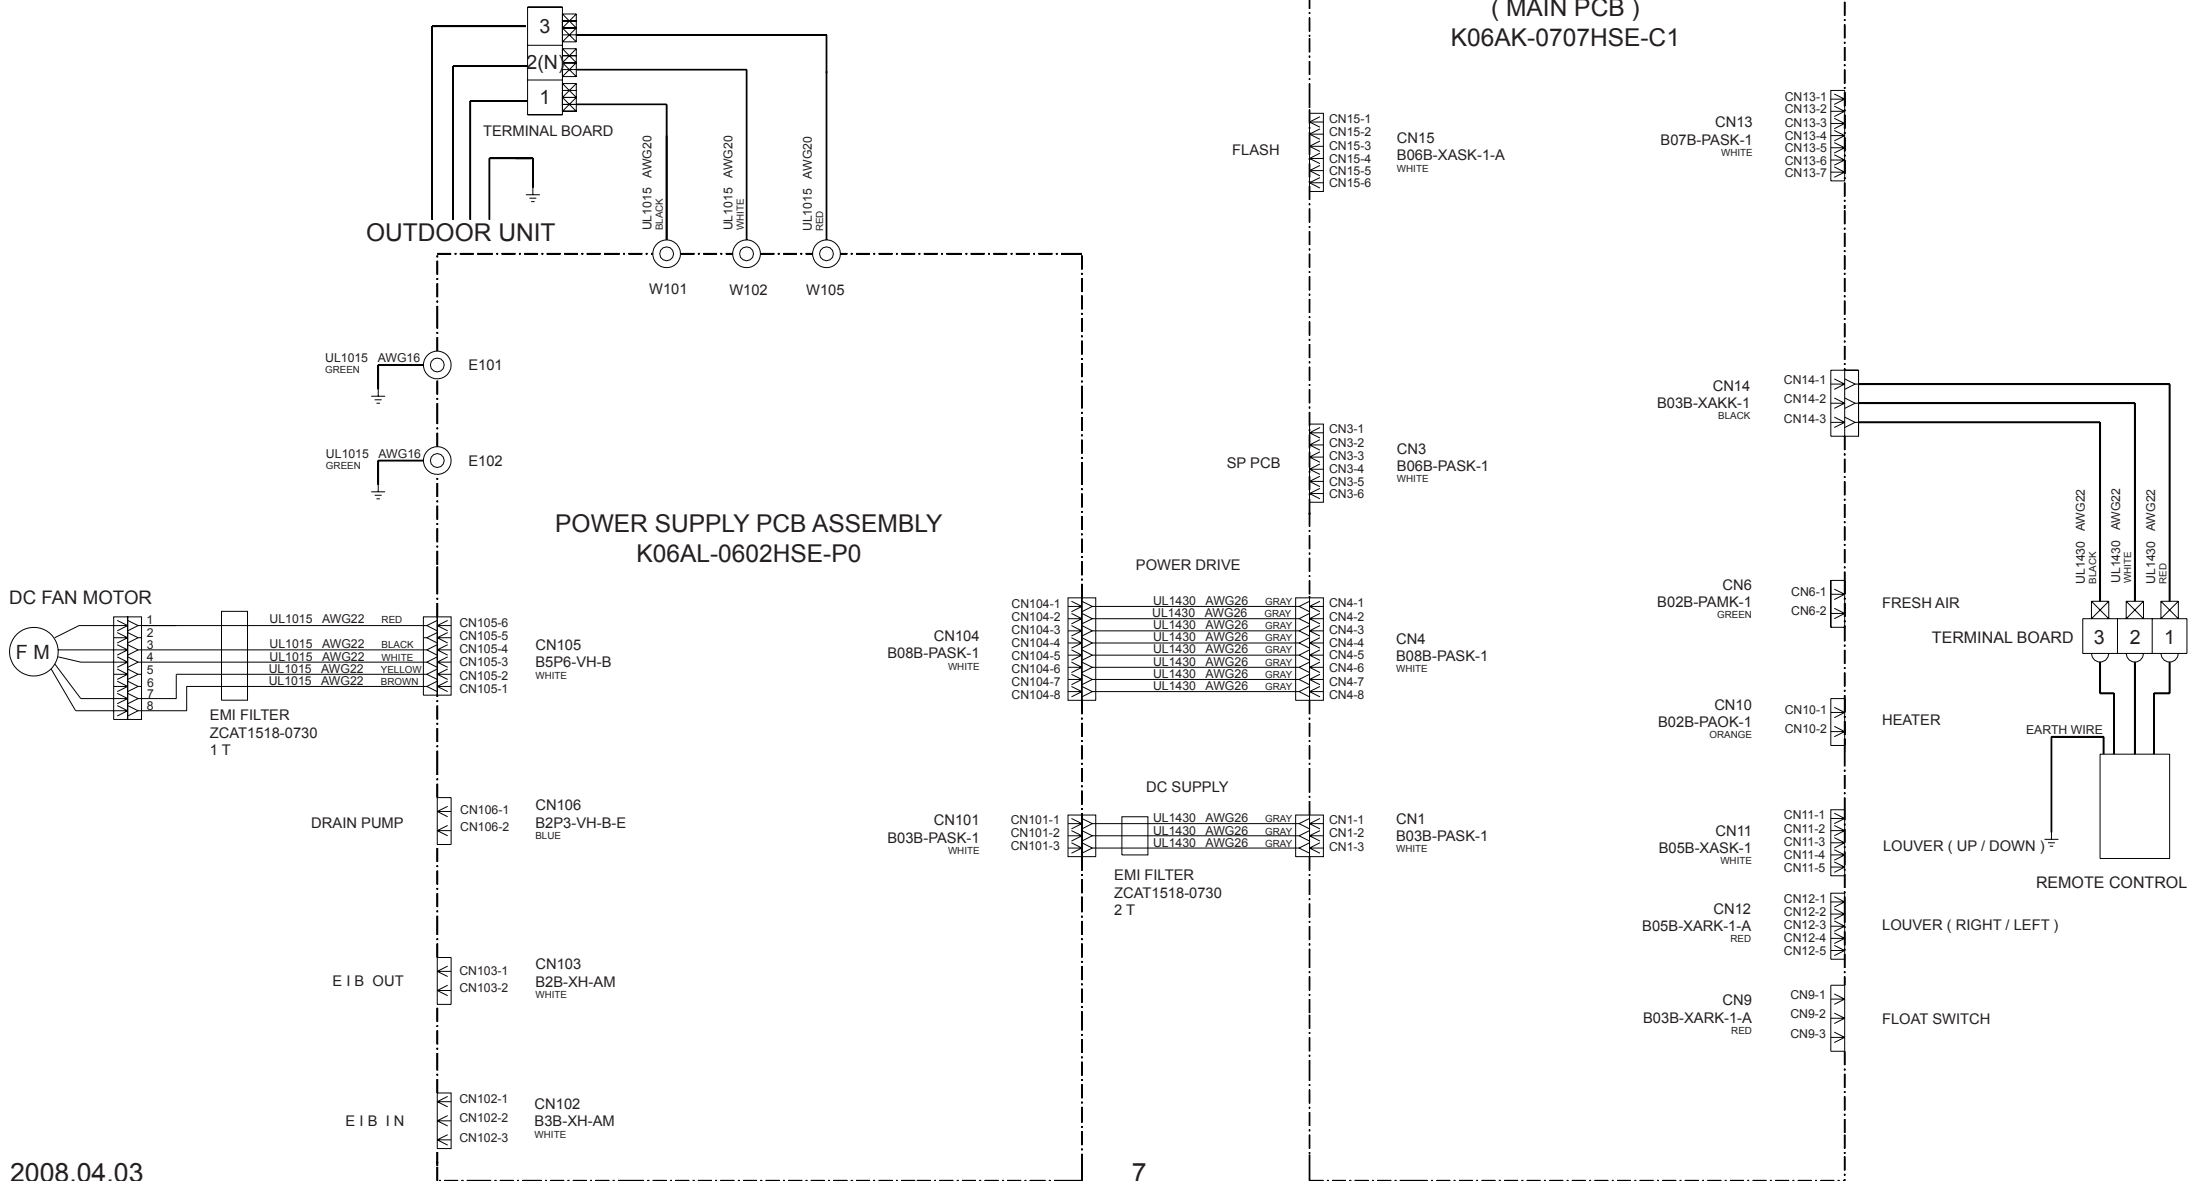 3
2(N)
1
TERMINAL BOARD
OUTDOOR UNIT
UL1015 AWG20
BLACK
UL1015 AWG20
WHITE
UL1015 AWG20
RED
W101
W102
W105
UL1015 AWG16
GREEN
E101
UL1015 AWG16
GREEN
E102
POWER SUPPLY PCB ASSEMBLY
K06AL-0602HSE-P0
DC FAN MOTOR
F M
1
2
3
4
5
6
7
8
UL1015 AWG22 RED
UL1015 AWG22 BLACK
UL1015 AWG22 WHITE
UL1015 AWG22 YELLOW
UL1015 AWG22 BROWN
EMI FILTER
ZCAT1518-0730
1 T
CN105-6
CN105-5
CN105-4
CN105-3
CN105-2
CN105-1
CN105
B5P6-VH-B
WHITE
DRAIN PUMP
CN106-1
CN106-2
CN106
B2P3-VH-B-E
BLUE
E I B OUT
CN103-1
CN103-2
CN103
B2B-XH-AM
WHITE
E I B I N
CN102-1
CN102-2
CN102-3
CN102
B3B-XH-AM
WHITE
CN104
B08B-PASK-1
WHITE
CN104-1
CN104-2
CN104-3
CN104-4
CN104-5
CN104-6
CN104-7
CN104-8
POWER DRIVE
UL1430 AWG26 GRAY
UL1430 AWG26 GRAY
UL1430 AWG26 GRAY
UL1430 AWG26 GRAY
UL1430 AWG26 GRAY
UL1430 AWG26 GRAY
UL1430 AWG26 GRAY
UL1430 AWG26 GRAY
CN4-1
CN4-2
CN4-3
CN4-4
CN4-5
CN4-6
CN4-7
CN4-8
CN4
B08B-PASK-1
WHITE
CN101
B03B-PASK-1
WHITE
CN101-1
CN101-2
CN101-3
DC SUPPLY
UL1430 AWG26 GRAY
UL1430 AWG26 GRAY
UL1430 AWG26 GRAY
EMI FILTER
ZCAT1518-0730
2 T
CN1-1
CN1-2
CN1-3
CN1
B03B-PASK-1
WHITE
( MAIN PCB )
K06AK-0707HSE-C1
FLASH
CN15-1
CN15-2
CN15-3
CN15-4
CN15-5
CN15-6
CN15
B06B-XASK-1-A
WHITE
SP PCB
CN3-1
CN3-2
CN3-3
CN3-4
CN3-5
CN3-6
CN3
B06B-PASK-1
WHITE
CN13
B07B-PASK-1
WHITE
CN13-1
CN13-2
CN13-3
CN13-4
CN13-5
CN13-6
CN13-7
CN14
B03B-XAKK-1
BLACK
CN14-1
CN14-2
CN14-3
CN6
B02B-PAMK-1
GREEN
CN6-1
CN6-2
FRESH AIR
CN10
B02B-PAOK-1
ORANGE
CN10-1
CN10-2
HEATER
CN11
B05B-XASK-1
WHITE
CN11-1
CN11-2
CN11-3
CN11-4
CN11-5
LOUVER ( UP / DOWN )
CN12
B05B-XARK-1-A
RED
CN12-1
CN12-2
CN12-3
CN12-4
CN12-5
LOUVER ( RIGHT / LEFT )
CN9
B03B-XARK-1-A
RED
CN9-1
CN9-2
CN9-3
FLOAT SWITCH
UL1430 AWG22
BLACK
UL1430 AWG22
WHITE
UL1430 AWG22
RED
TERMINAL BOARD
3
2
1
EARTH WIRE
REMOTE CONTROL
2008.04.03
7